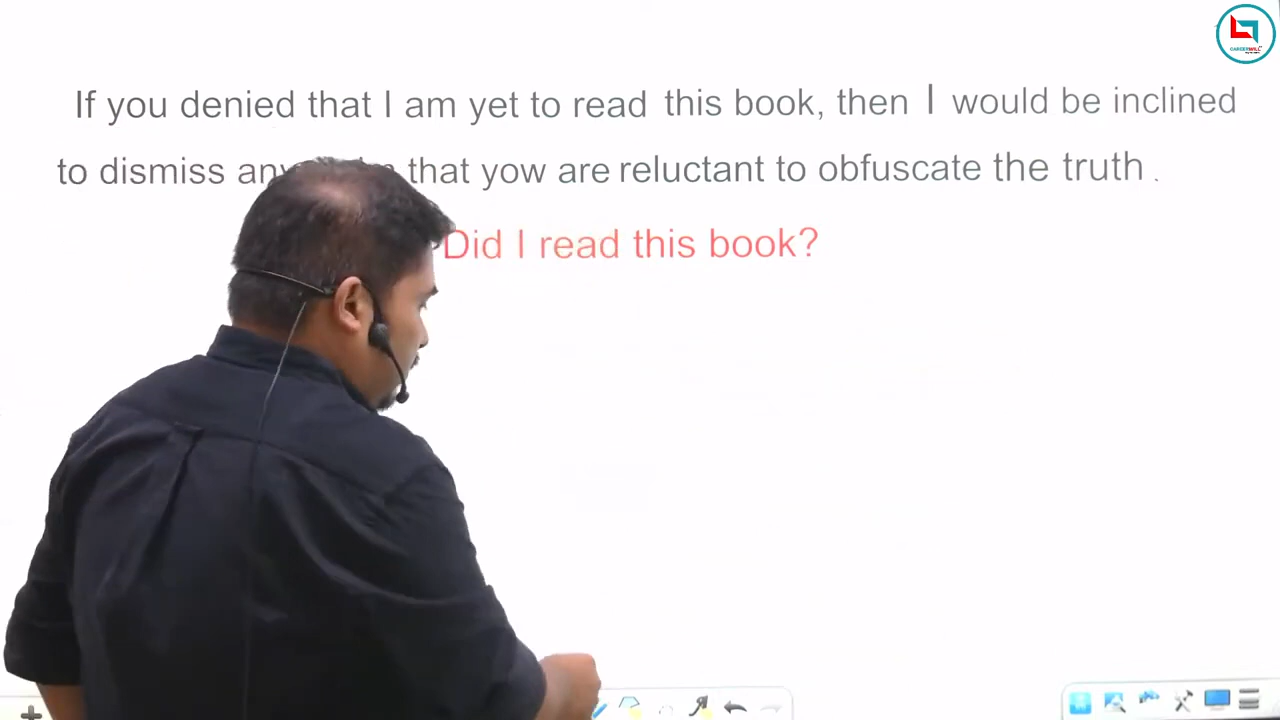 If you denied that I am yet to read this book, then I would be inclined
to dismiss any that yow are reluctant to obfuscate the truth .
Did I read this book?